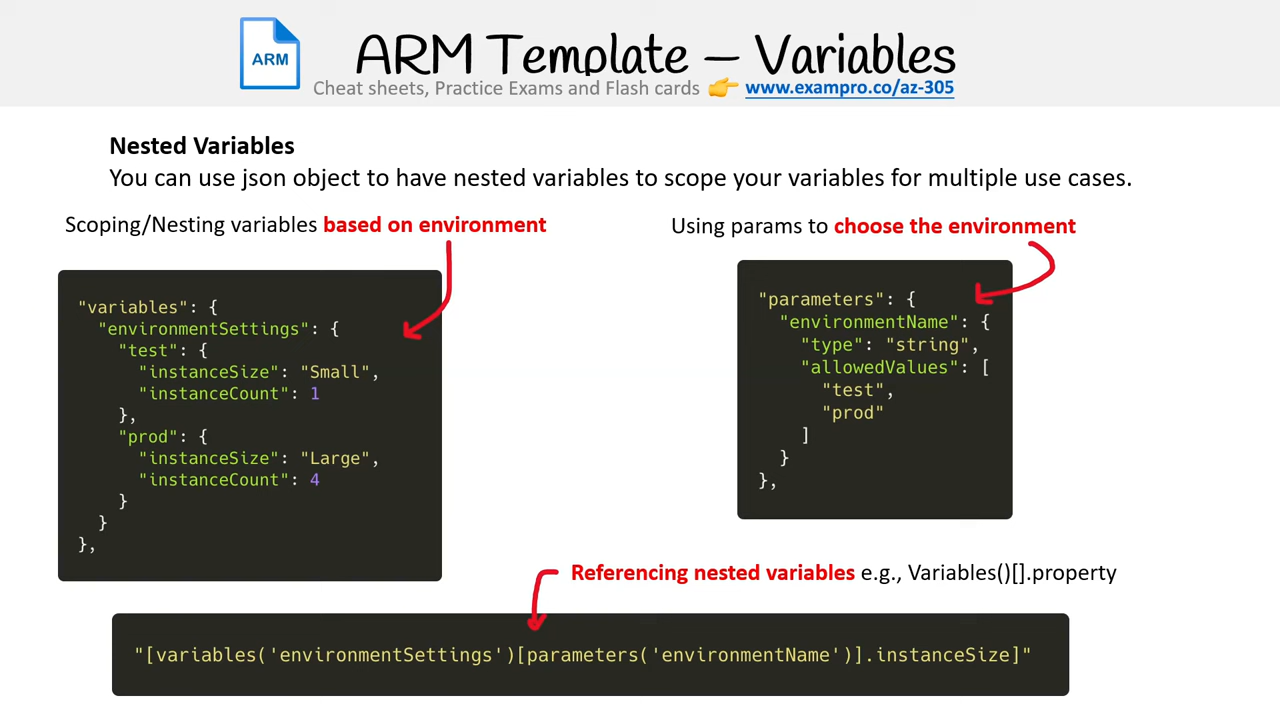 ARM
ARM Template – Variables
Cheat sheets, Practice Exams and Flash cards 👉 www.exampro.co/az-305
Nested Variables
You can use json object to have nested variables to scope your variables for multiple use cases.
Scoping/Nesting variables based on environment
"variables": {
  "environmentSettings": {
    "test": {
      "instanceSize": "Small",
      "instanceCount": 1
    },
    "prod": {
      "instanceSize": "Large",
      "instanceCount": 4
    }
  }
},
Using params to choose the environment
"parameters": {
  "environmentName": {
    "type": "string",
    "allowedValues": [
      "test",
      "prod"
    ]
  }
},
Referencing nested variables e.g., Variables()[].property
"[variables('environmentSettings')[parameters('environmentName')].instanceSize]"